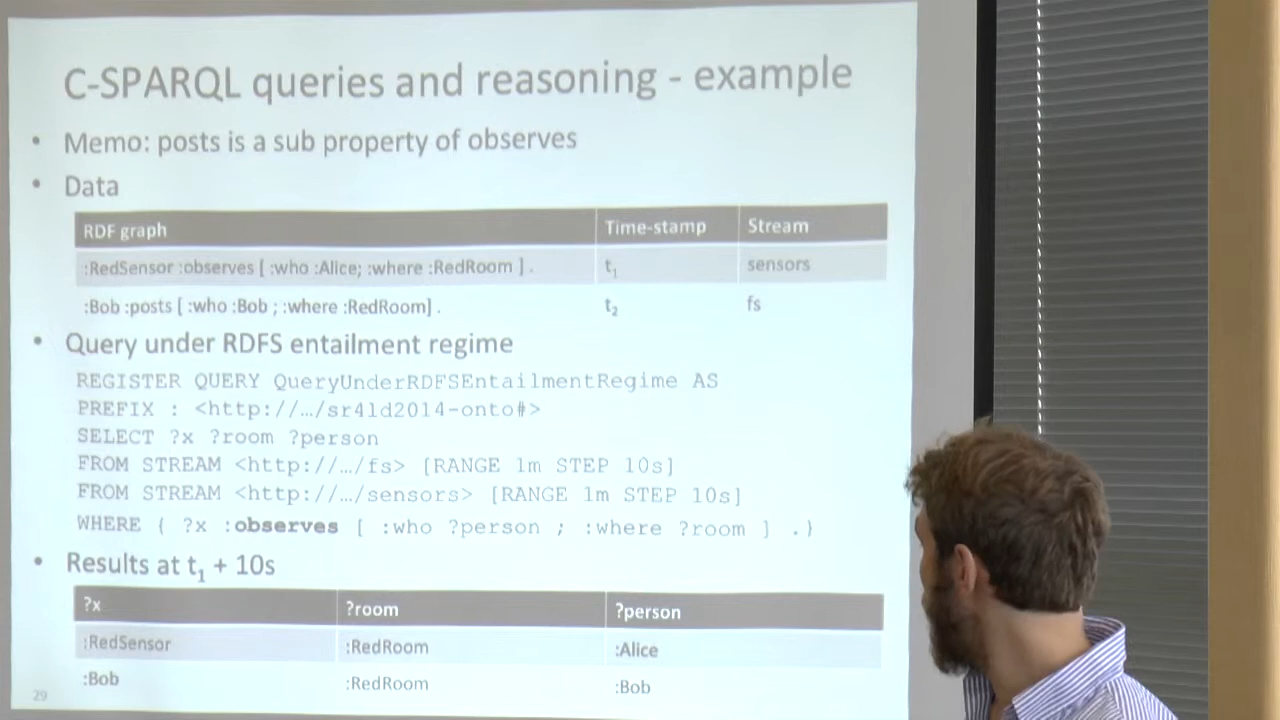 C-SPARQL queries and reasoning - example
• Memo: posts is a sub property of observes
• Data
RDF graph Time-stamp Stream
:RedSensor :observes [ :who :Alice; :where :RedRoom ] . t1 sensors
:Bob :posts [ :who :Bob ; :where :RedRoom] . t2 fs
• Query under RDFS entailment regime
REGISTER QUERY QueryUnderRDFSEntailmentRegime AS
PREFIX : <http://…/sr4ld2014-onto#>
SELECT ?x ?room ?person
FROM STREAM <http://…/fs> [RANGE 1m STEP 10s]
FROM STREAM <http://…/sensors> [RANGE 1m STEP 10s]
WHERE { ?x :observes [ :who ?person ; :where ?room ] .}
• Results at t1 + 10s
?x ?room ?person
:RedSensor :RedRoom :Alice
:Bob :RedRoom :Bob
29